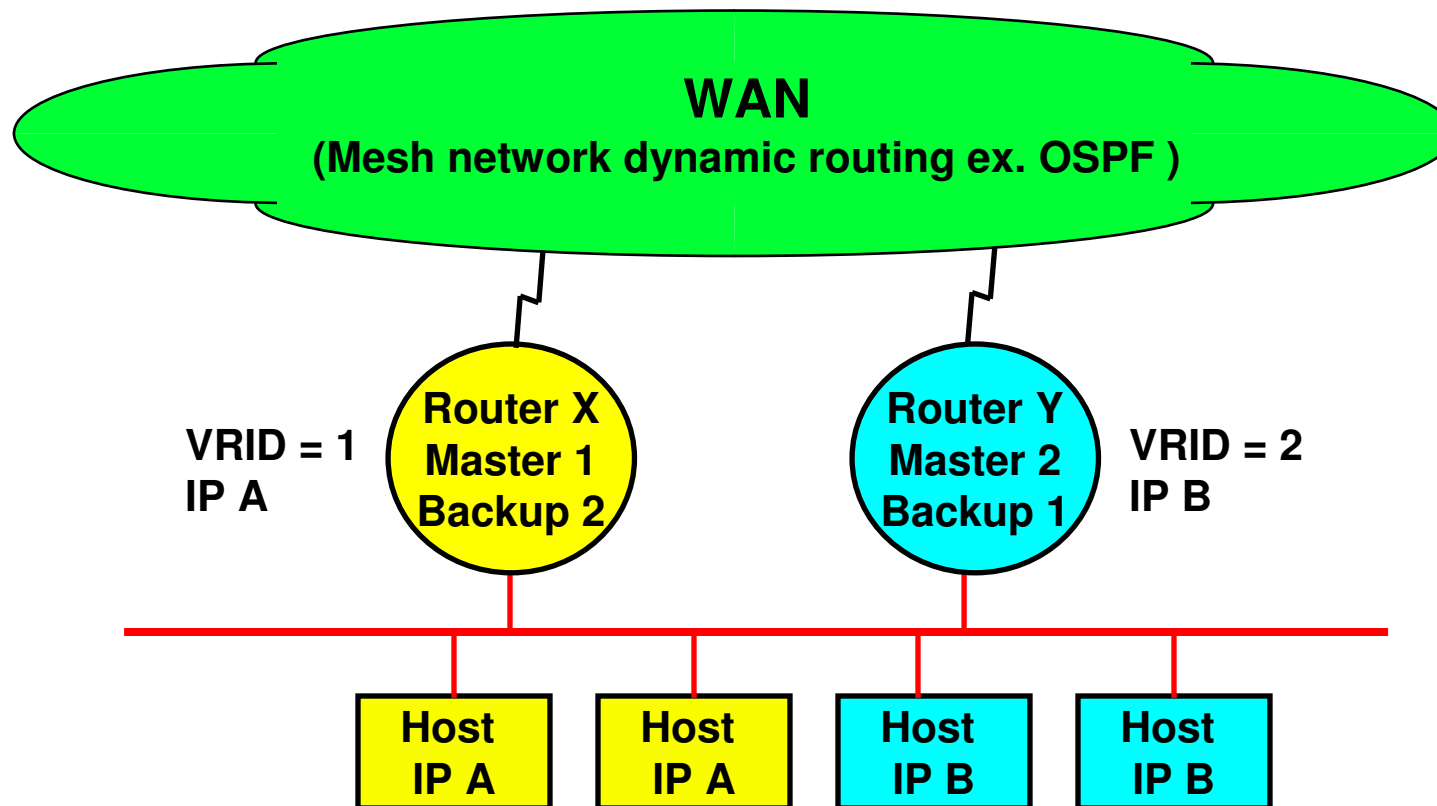 WAN
(Mesh network dynamic routing ex. OSPF )
VRID = 1
IP A
Router X
Master 1
Backup 2
Router Y
Master 2
Backup 1
VRID = 2
IP B
Host
IP A
Host
IP A
Host
IP B
Host
IP B